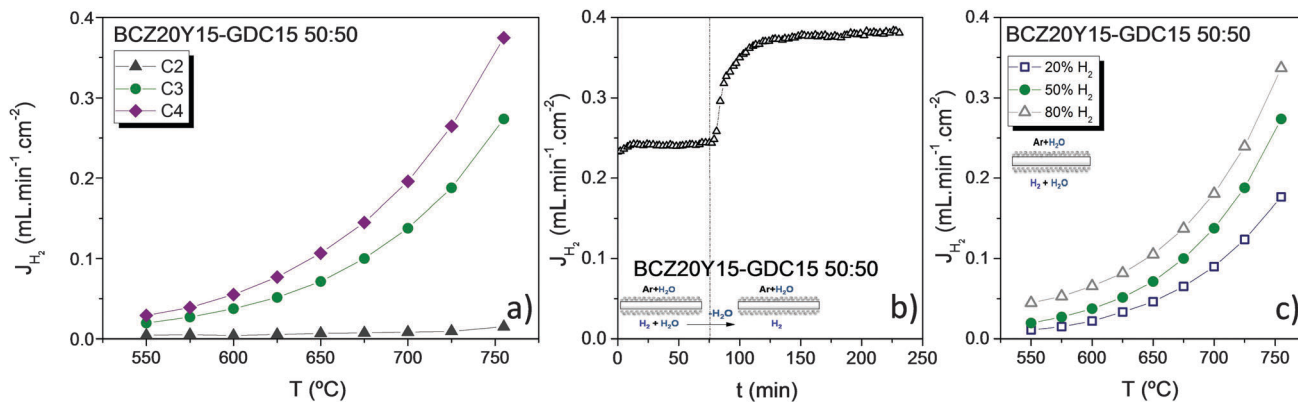 BCZ20Y15-GDC15 50:50
C2
C3
C4
J_H₂ (mL.min⁻¹.cm⁻²)
0.4
0.3
0.2
0.1
0.0
a)
550 600 650 700 750
T (ºC)
J_H₂ (mL.min⁻¹.cm⁻²)
0.4
0.3
0.2
0.1
0.0
BCZ20Y15-GDC15 50:50
Ar+H₂O
H₂ + H₂O
-H₂O
Ar+H₂O
H₂
b)
0 50 100 150 200 250
t (min)
BCZ20Y15-GDC15 50:50
20% H₂
50% H₂
80% H₂
Ar+H₂O
H₂ + H₂O
J_H₂ (mL.min⁻¹.cm⁻²)
0.4
0.3
0.2
0.1
0.0
c)
550 600 650 700 750
T (ºC)